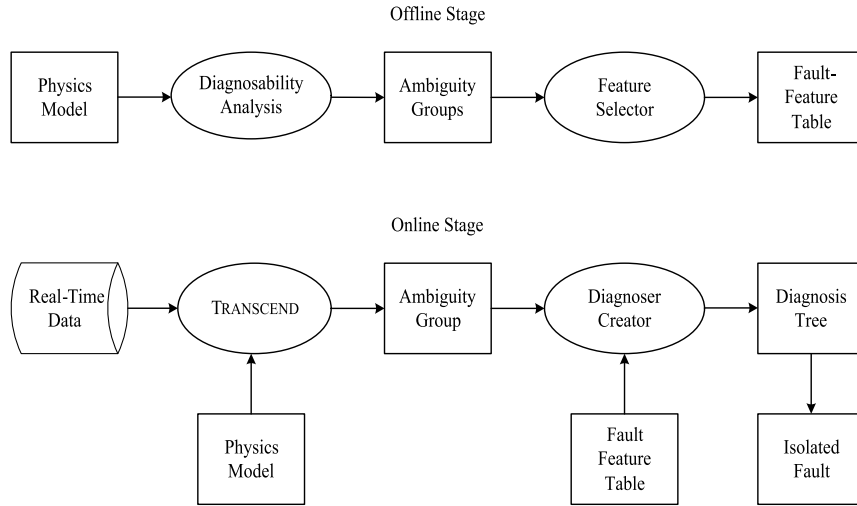 Offline Stage
Physics
Model
Diagnosability
Analysis
Ambiguity
Groups
Feature
Selector
Fault-
Feature
Table
Online Stage
Real-Time
Data
TRANSCEND
Ambiguity
Group
Diagnoser
Creator
Diagnosis
Tree
Physics
Model
Fault
Feature
Table
Isolated
Fault